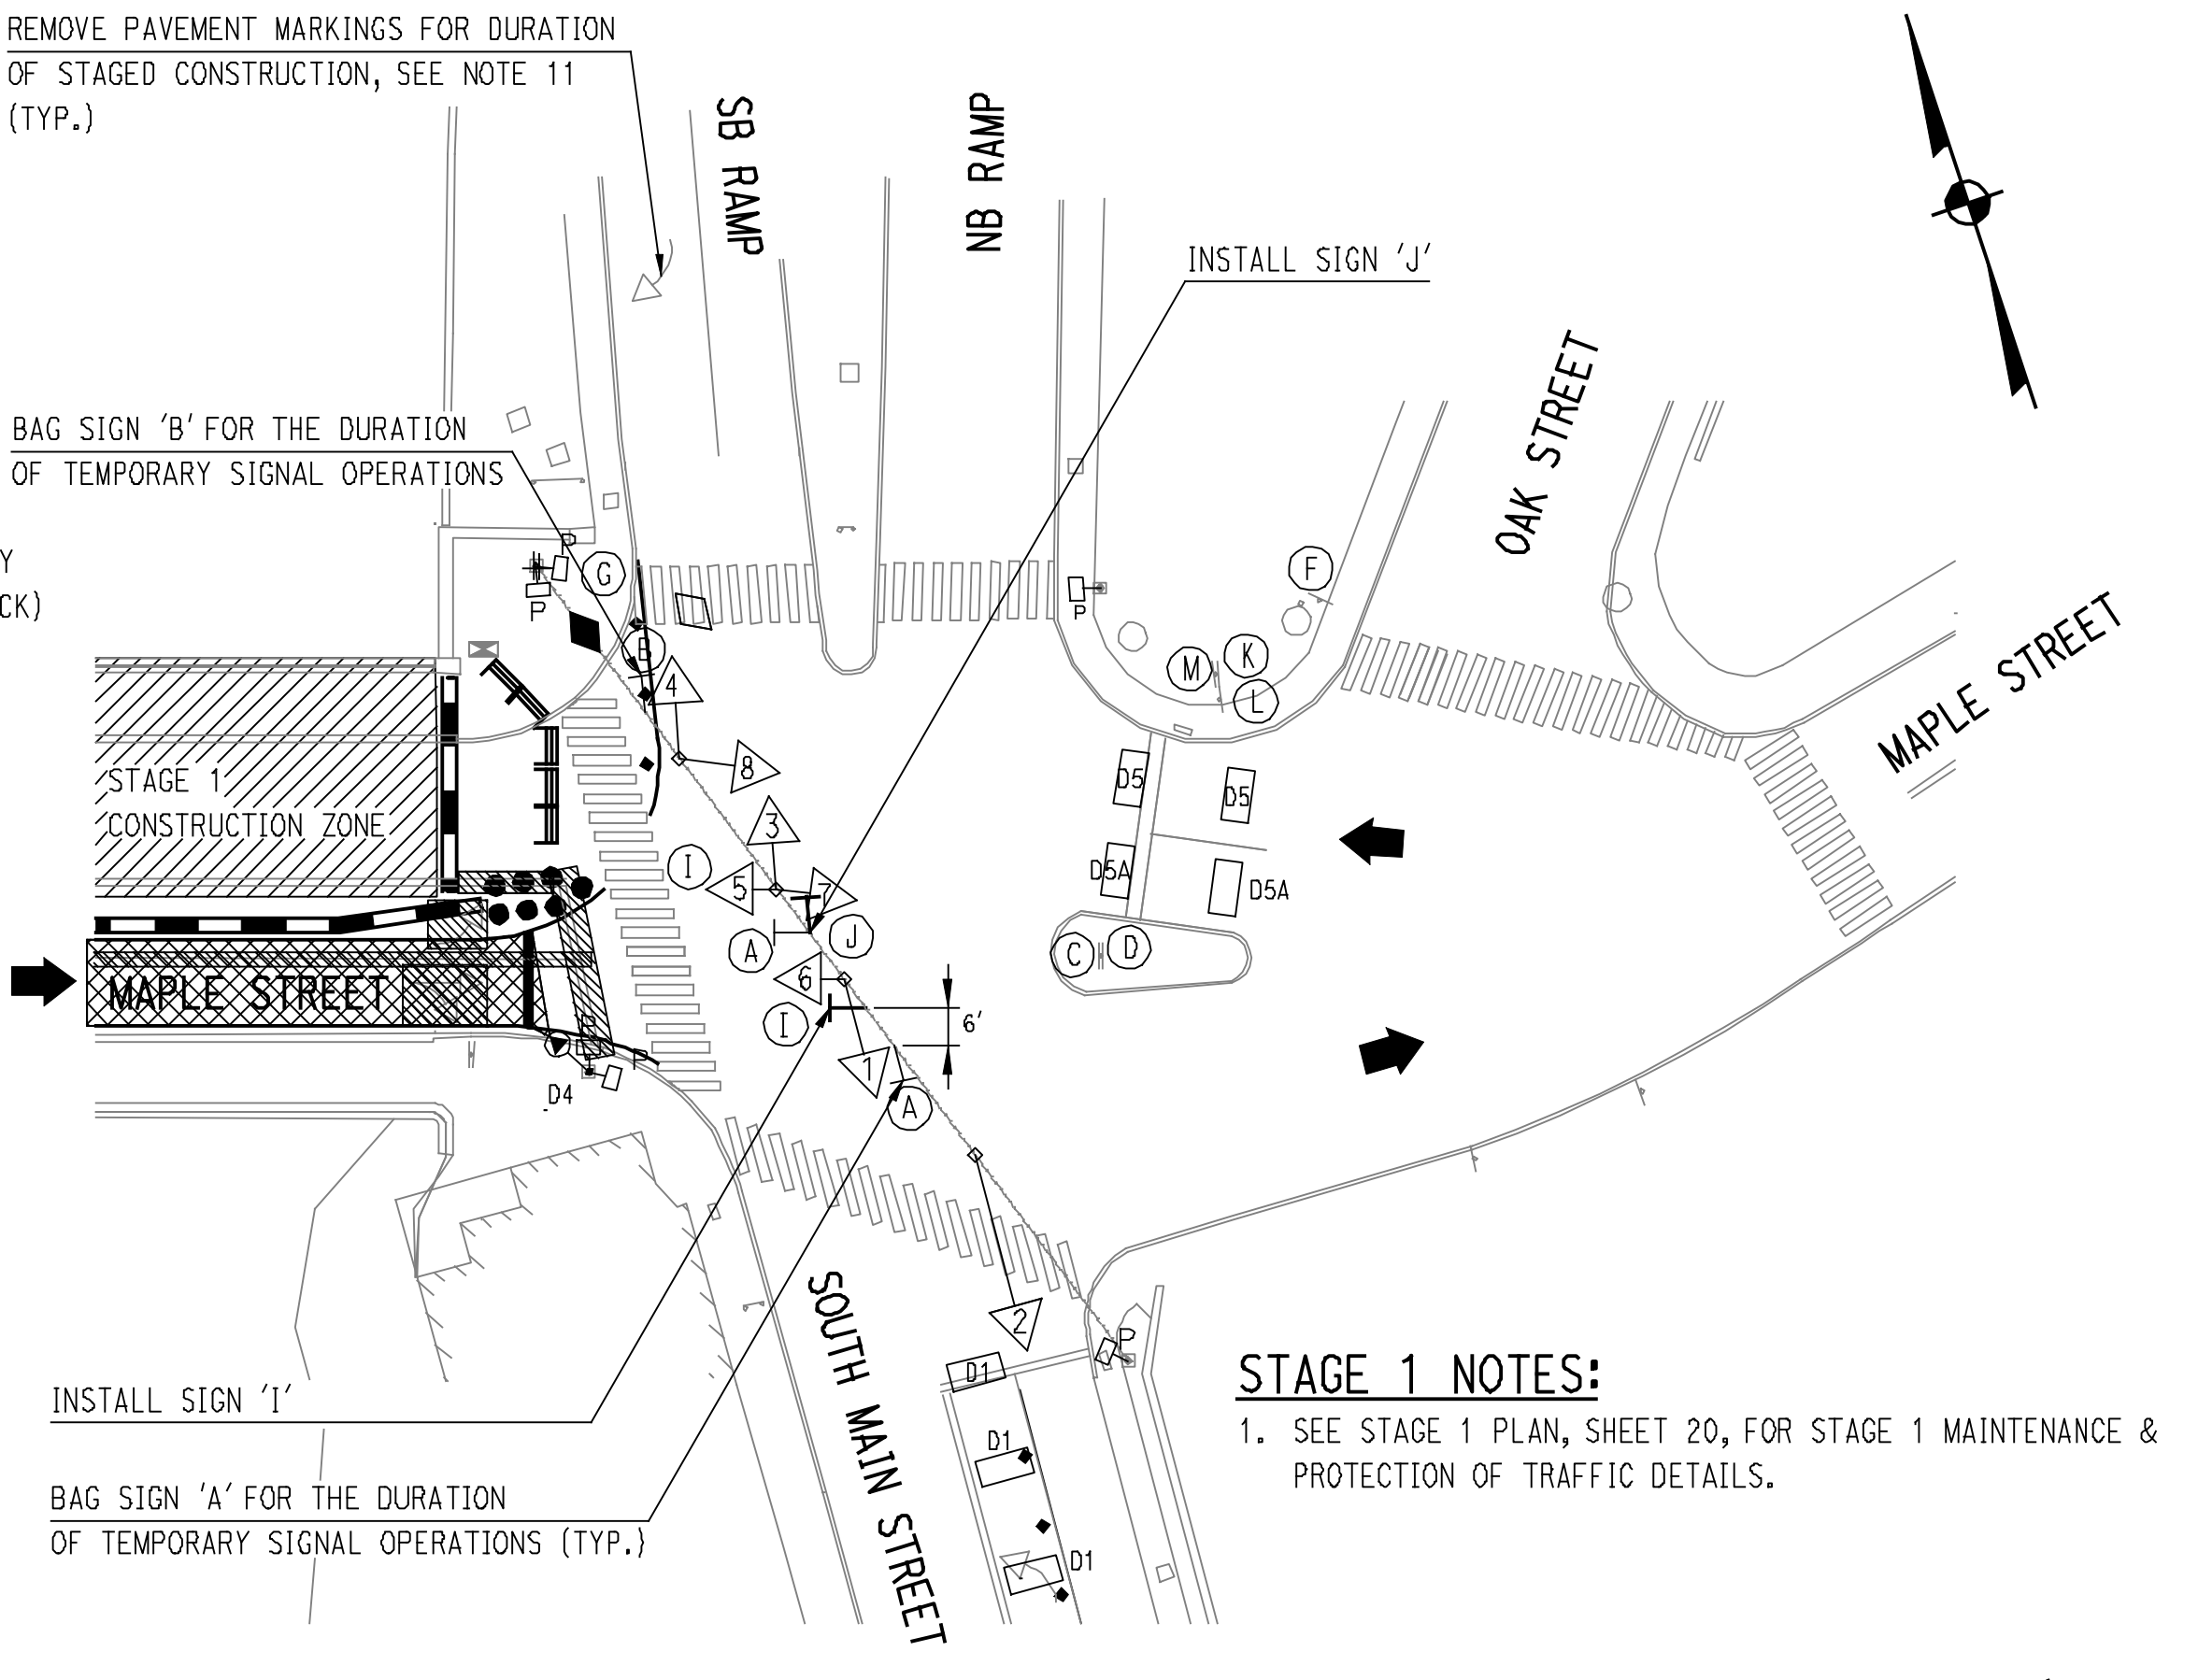 REMOVE PAVEMENT MARKINGS FOR DURATION
OF STAGED CONSTRUCTION, SEE NOTE 11
(TYP.)
SB RAMP
NB RAMP
INSTALL SIGN 'J'
OAK STREET
MAPLE STREET
BAG SIGN 'B' FOR THE DURATION
OF TEMPORARY SIGNAL OPERATIONS
Y
CK)
P
G
P
P
F
B
M
K
L
4
8
STAGE 1
CONSTRUCTION ZONE
3
I
5
7
A
J
6
I
6'
1
A
D5
D5
D5A
D5A
C
D
MAPLE STREET
P
D4
2
P
SOUTH MAIN STREET
D1
D1
D1
INSTALL SIGN 'I'
BAG SIGN 'A' FOR THE DURATION
OF TEMPORARY SIGNAL OPERATIONS (TYP.)
STAGE 1 NOTES:
1. SEE STAGE 1 PLAN, SHEET 20, FOR STAGE 1 MAINTENANCE &
PROTECTION OF TRAFFIC DETAILS.